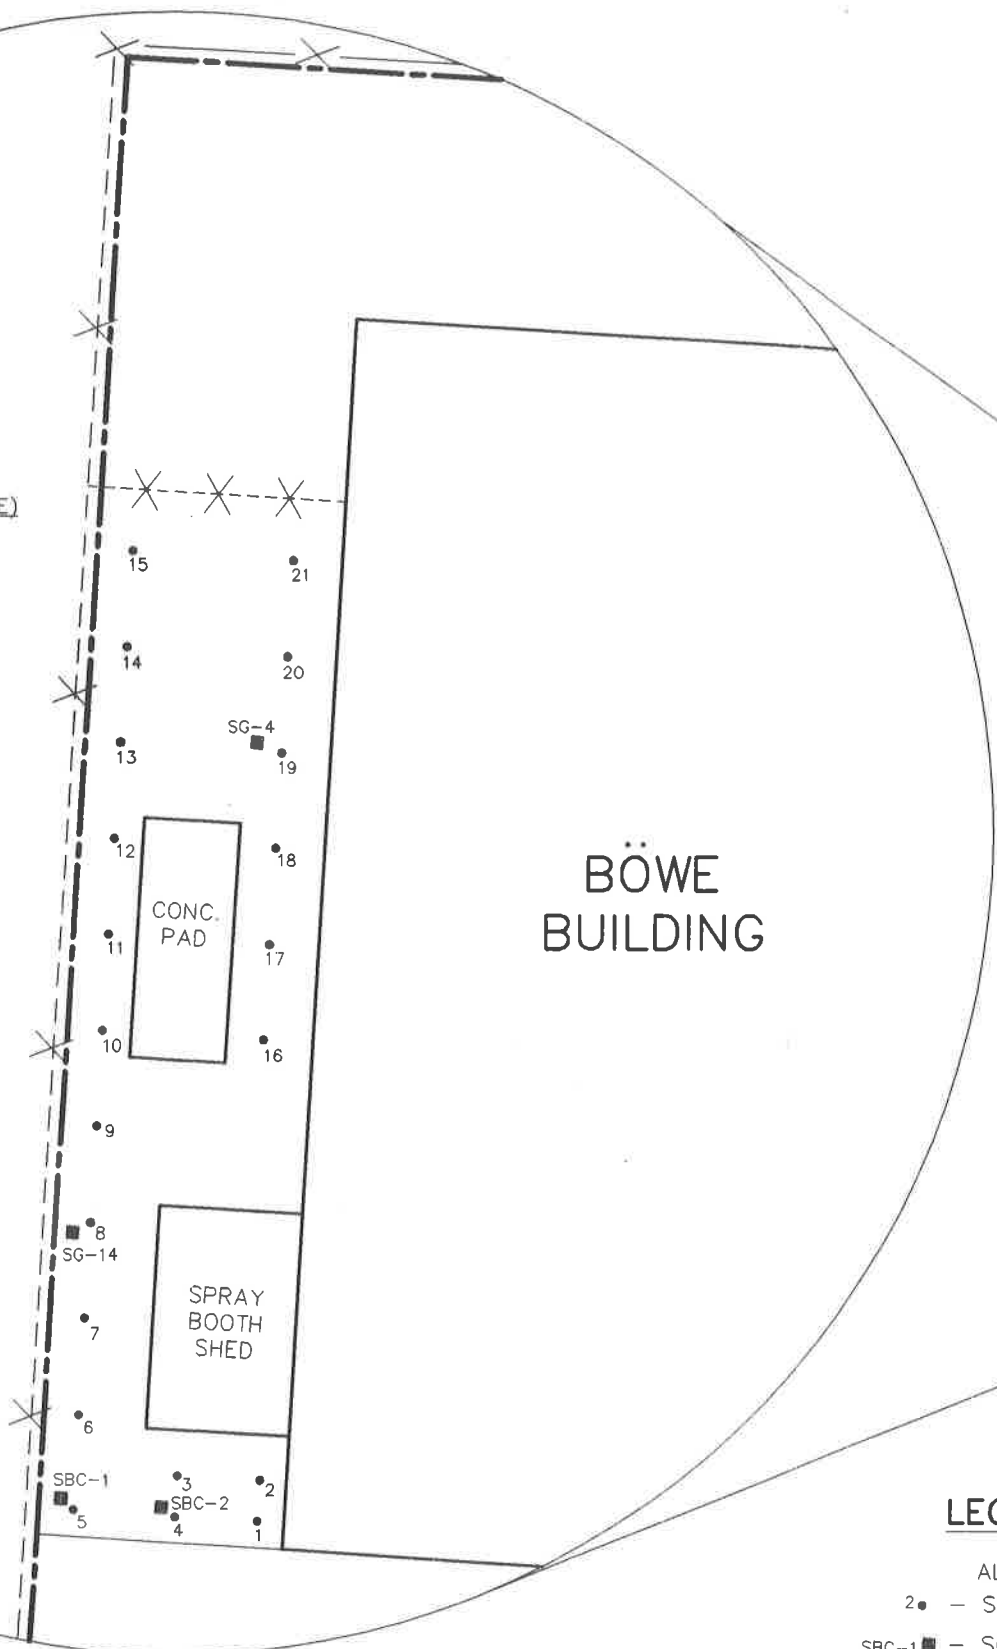 E)
15
21
14
20
SG-4
13
19
12
18
CONC.
PAD
BÖWE
BUILDING
11
17
10
16
9
8
SG-14
SPRAY
BOOTH
SHED
7
6
SBC-1
3
2
SBC-2
5
4
1
2 —
SBC-1 —